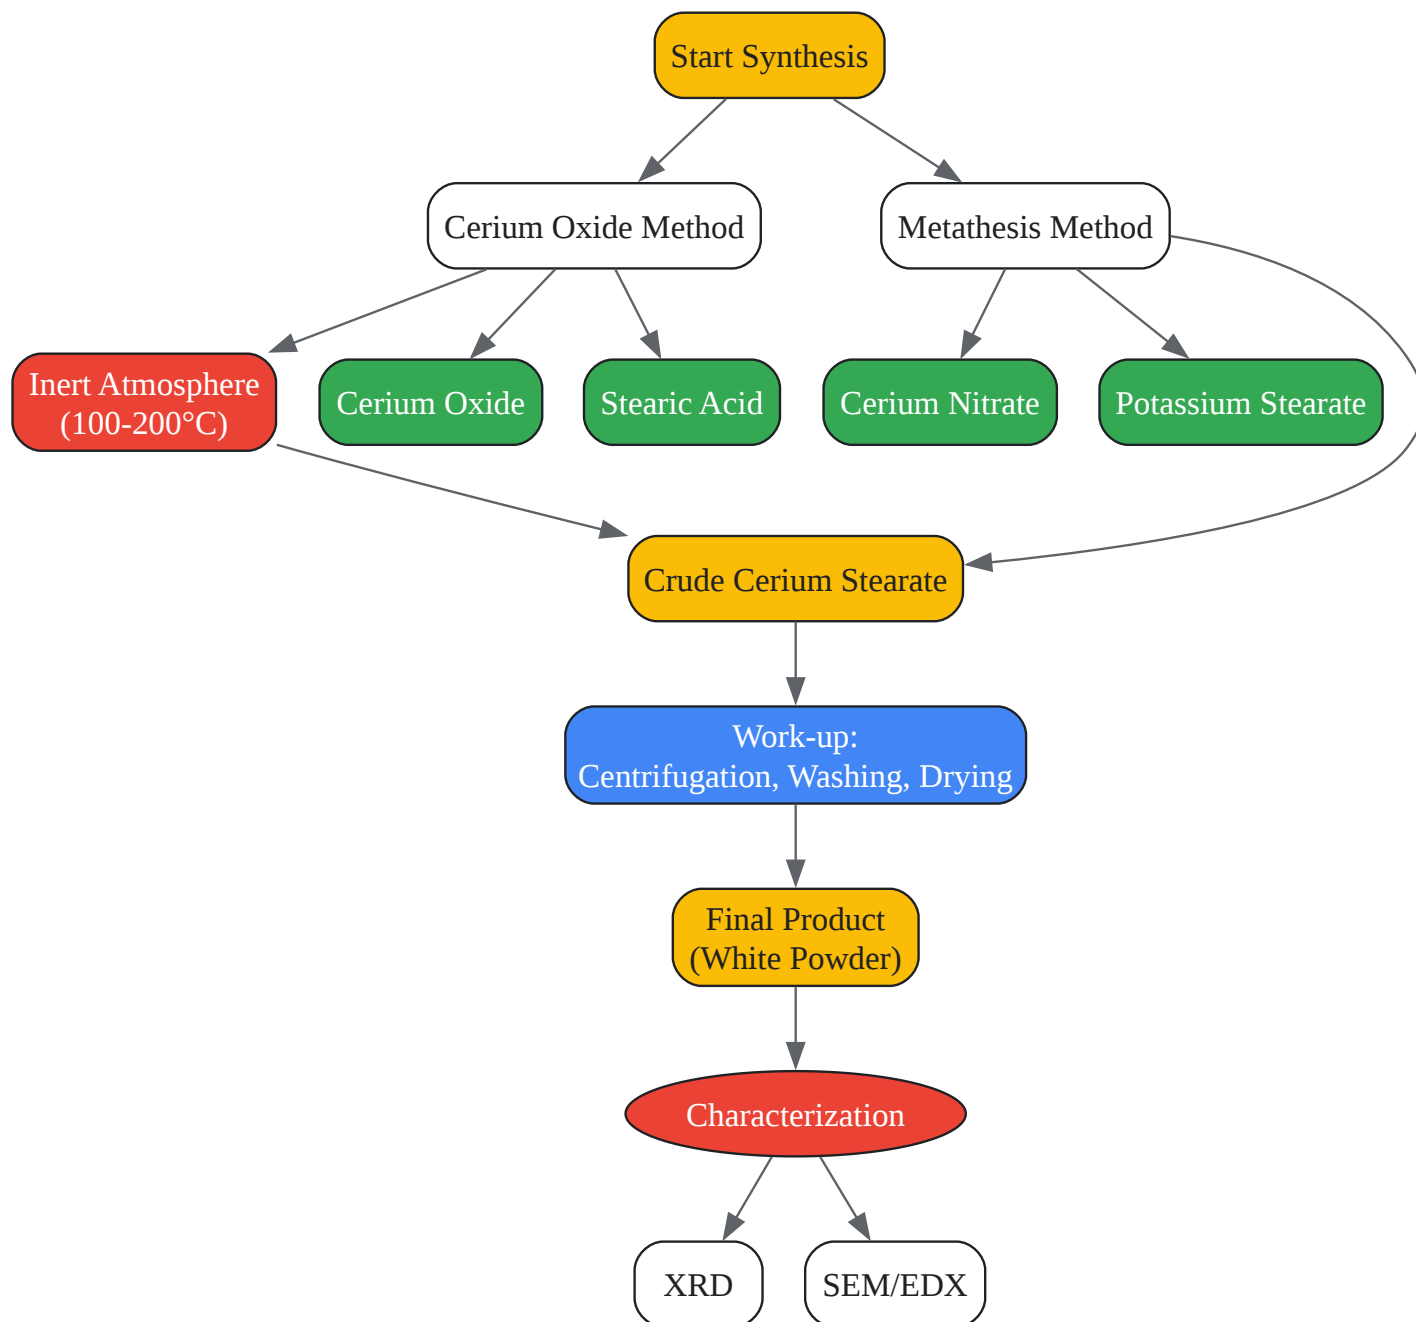 Start Synthesis
Cerium Oxide Method
Metathesis Method
Inert Atmosphere
(100-200°C)
Cerium Oxide
Stearic Acid
Cerium Nitrate
Potassium Stearate
Crude Cerium Stearate
Work-up:
Centrifugation, Washing, Drying
Final Product
(White Powder)
Characterization
XRD
SEM/EDX